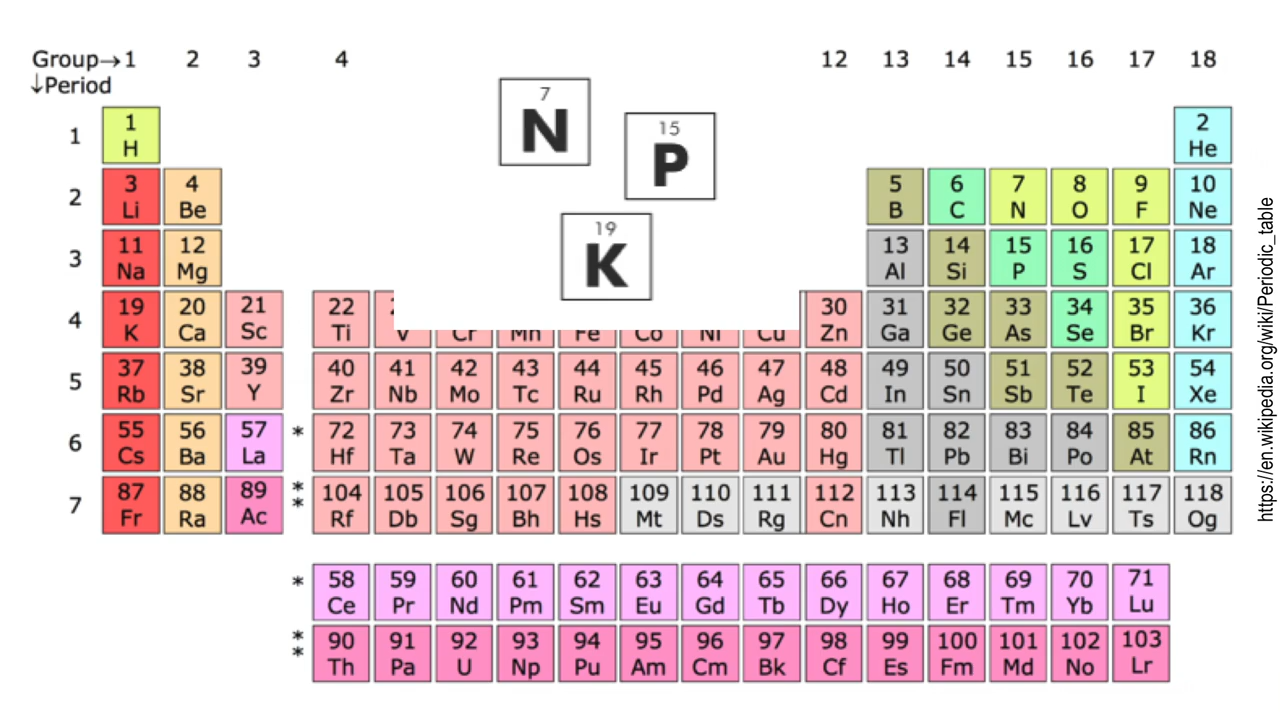 Group→ 1 2 3 4 12 13 14 15 16 17 18
↓Period
7
N
15
P
19
K
1 1 2
H He
2 3 4 5 6 7 8 9 10
Li Be B C N O F Ne
3 11 12 13 14 15 16 17 18
Na Mg Al Si P S Cl Ar
4 19 20 21 22 30 31 32 33 34 35 36
K Ca Sc Ti V Cr Mn Fe Co Ni Cu Zn Ga Ge As Se Br Kr
5 37 38 39 40 41 42 43 44 45 46 47 48 49 50 51 52 53 54
Rb Sr Y Zr Nb Mo Tc Ru Rh Pd Ag Cd In Sn Sb Te I Xe
6 55 56 57 * 72 73 74 75 76 77 78 79 80 81 82 83 84 85 86
Cs Ba La Hf Ta W Re Os Ir Pt Au Hg Tl Pb Bi Po At Rn
7 87 88 89 ** 104 105 106 107 108 109 110 111 112 113 114 115 116 117 118
Fr Ra Ac Rf Db Sg Bh Hs Mt Ds Rg Cn Nh Fl Mc Lv Ts Og
* 58 59 60 61 62 63 64 65 66 67 68 69 70 71
Ce Pr Nd Pm Sm Eu Gd Tb Dy Ho Er Tm Yb Lu
** 90 91 92 93 94 95 96 97 98 99 100 101 102 103
Th Pa U Np Pu Am Cm Bk Cf Es Fm Md No Lr
https://en.wikipedia.org/wiki/Periodic_table